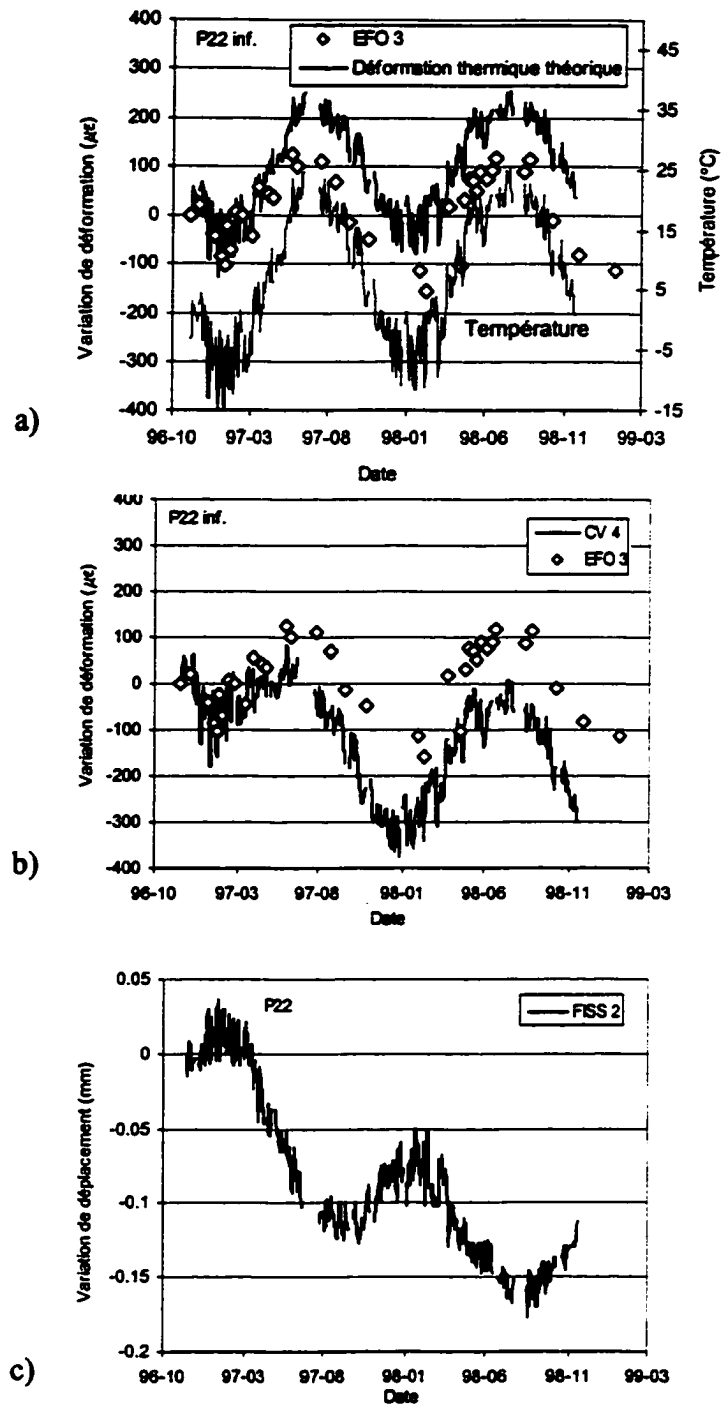 P22 inf.
EFO 3
Déformation thermique théorique
400
300
200
100
0
-100
-200
-300
-400
45
35
25
15
5
-5
-15
Variation de déformation (µε)
Température (°C)
Température
96-10 97-03 97-08 98-01 98-06 98-11 99-03
Date
a)
P22 inf.
CV 4
EFO 3
400
300
200
100
0
-100
-200
-300
-400
Variation de déformation (µε)
96-10 97-03 97-08 98-01 98-06 98-11 99-03
Date
b)
P22
FISS 2
0.05
0
-0.05
-0.1
-0.15
-0.2
Variation de déplacement (mm)
96-10 97-03 97-08 98-01 98-06 98-11 99-03
Date
c)